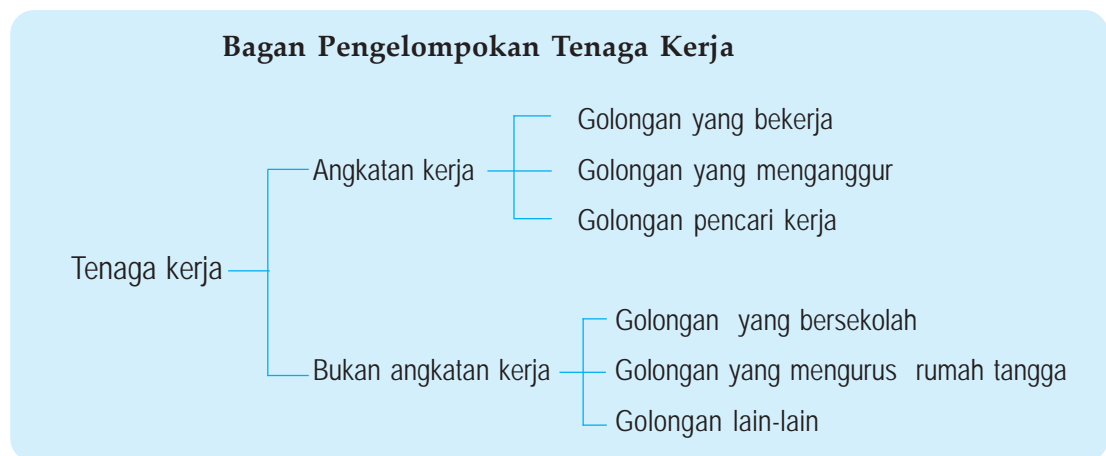 Bagan Pengelompokan Tenaga Kerja
Golongan yang bekerja
Angkatan kerja
Golongan yang menganggur
Golongan pencari kerja
Tenaga kerja
Golongan yang bersekolah
Bukan angkatan kerja
Golongan yang mengurus rumah tangga
Golongan lain-lain